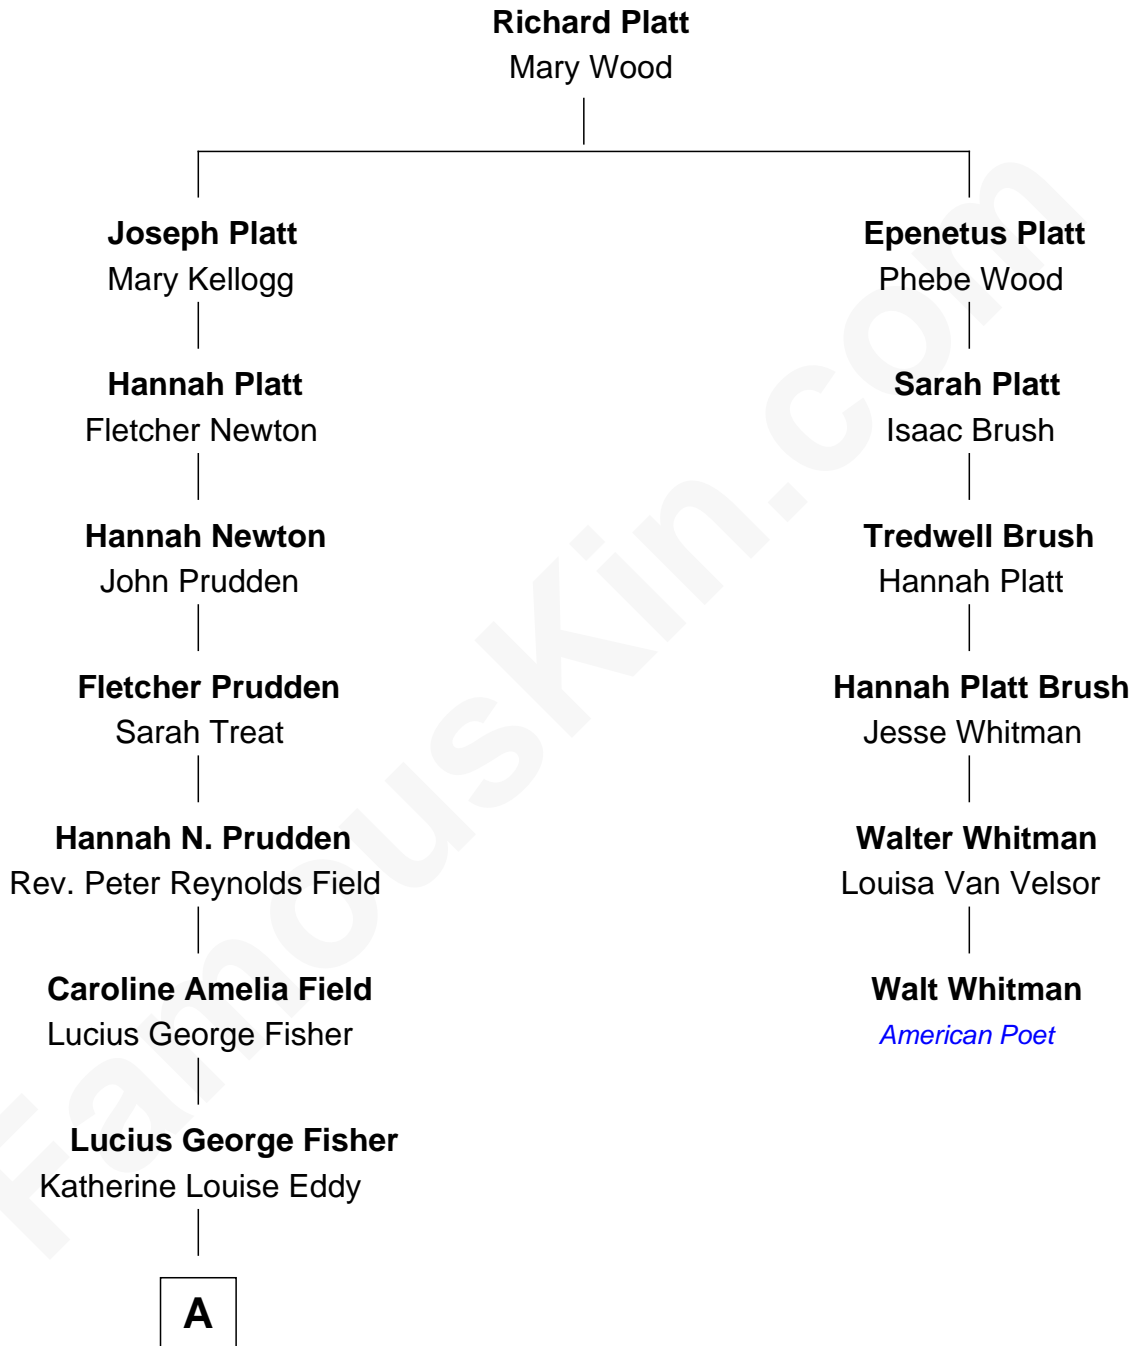 Richard Platt
Mary Wood
Joseph Platt
Mary Kellogg
Epenetus Platt
Phebe Wood
Hannah Platt
Fletcher Newton
Sarah Platt
Isaac Brush
Hannah Newton
John Prudden
Tredwell Brush
Hannah Platt
Fletcher Prudden
Sarah Treat
Hannah Platt Brush
Jesse Whitman
Hannah N. Prudden
Rev. Peter Reynolds Field
Walter Whitman
Louisa Van Velsor
Caroline Amelia Field
Lucius George Fisher
Walt Whitman
American Poet
Lucius George Fisher
Katherine Louise Eddy
A
FamousKin.com